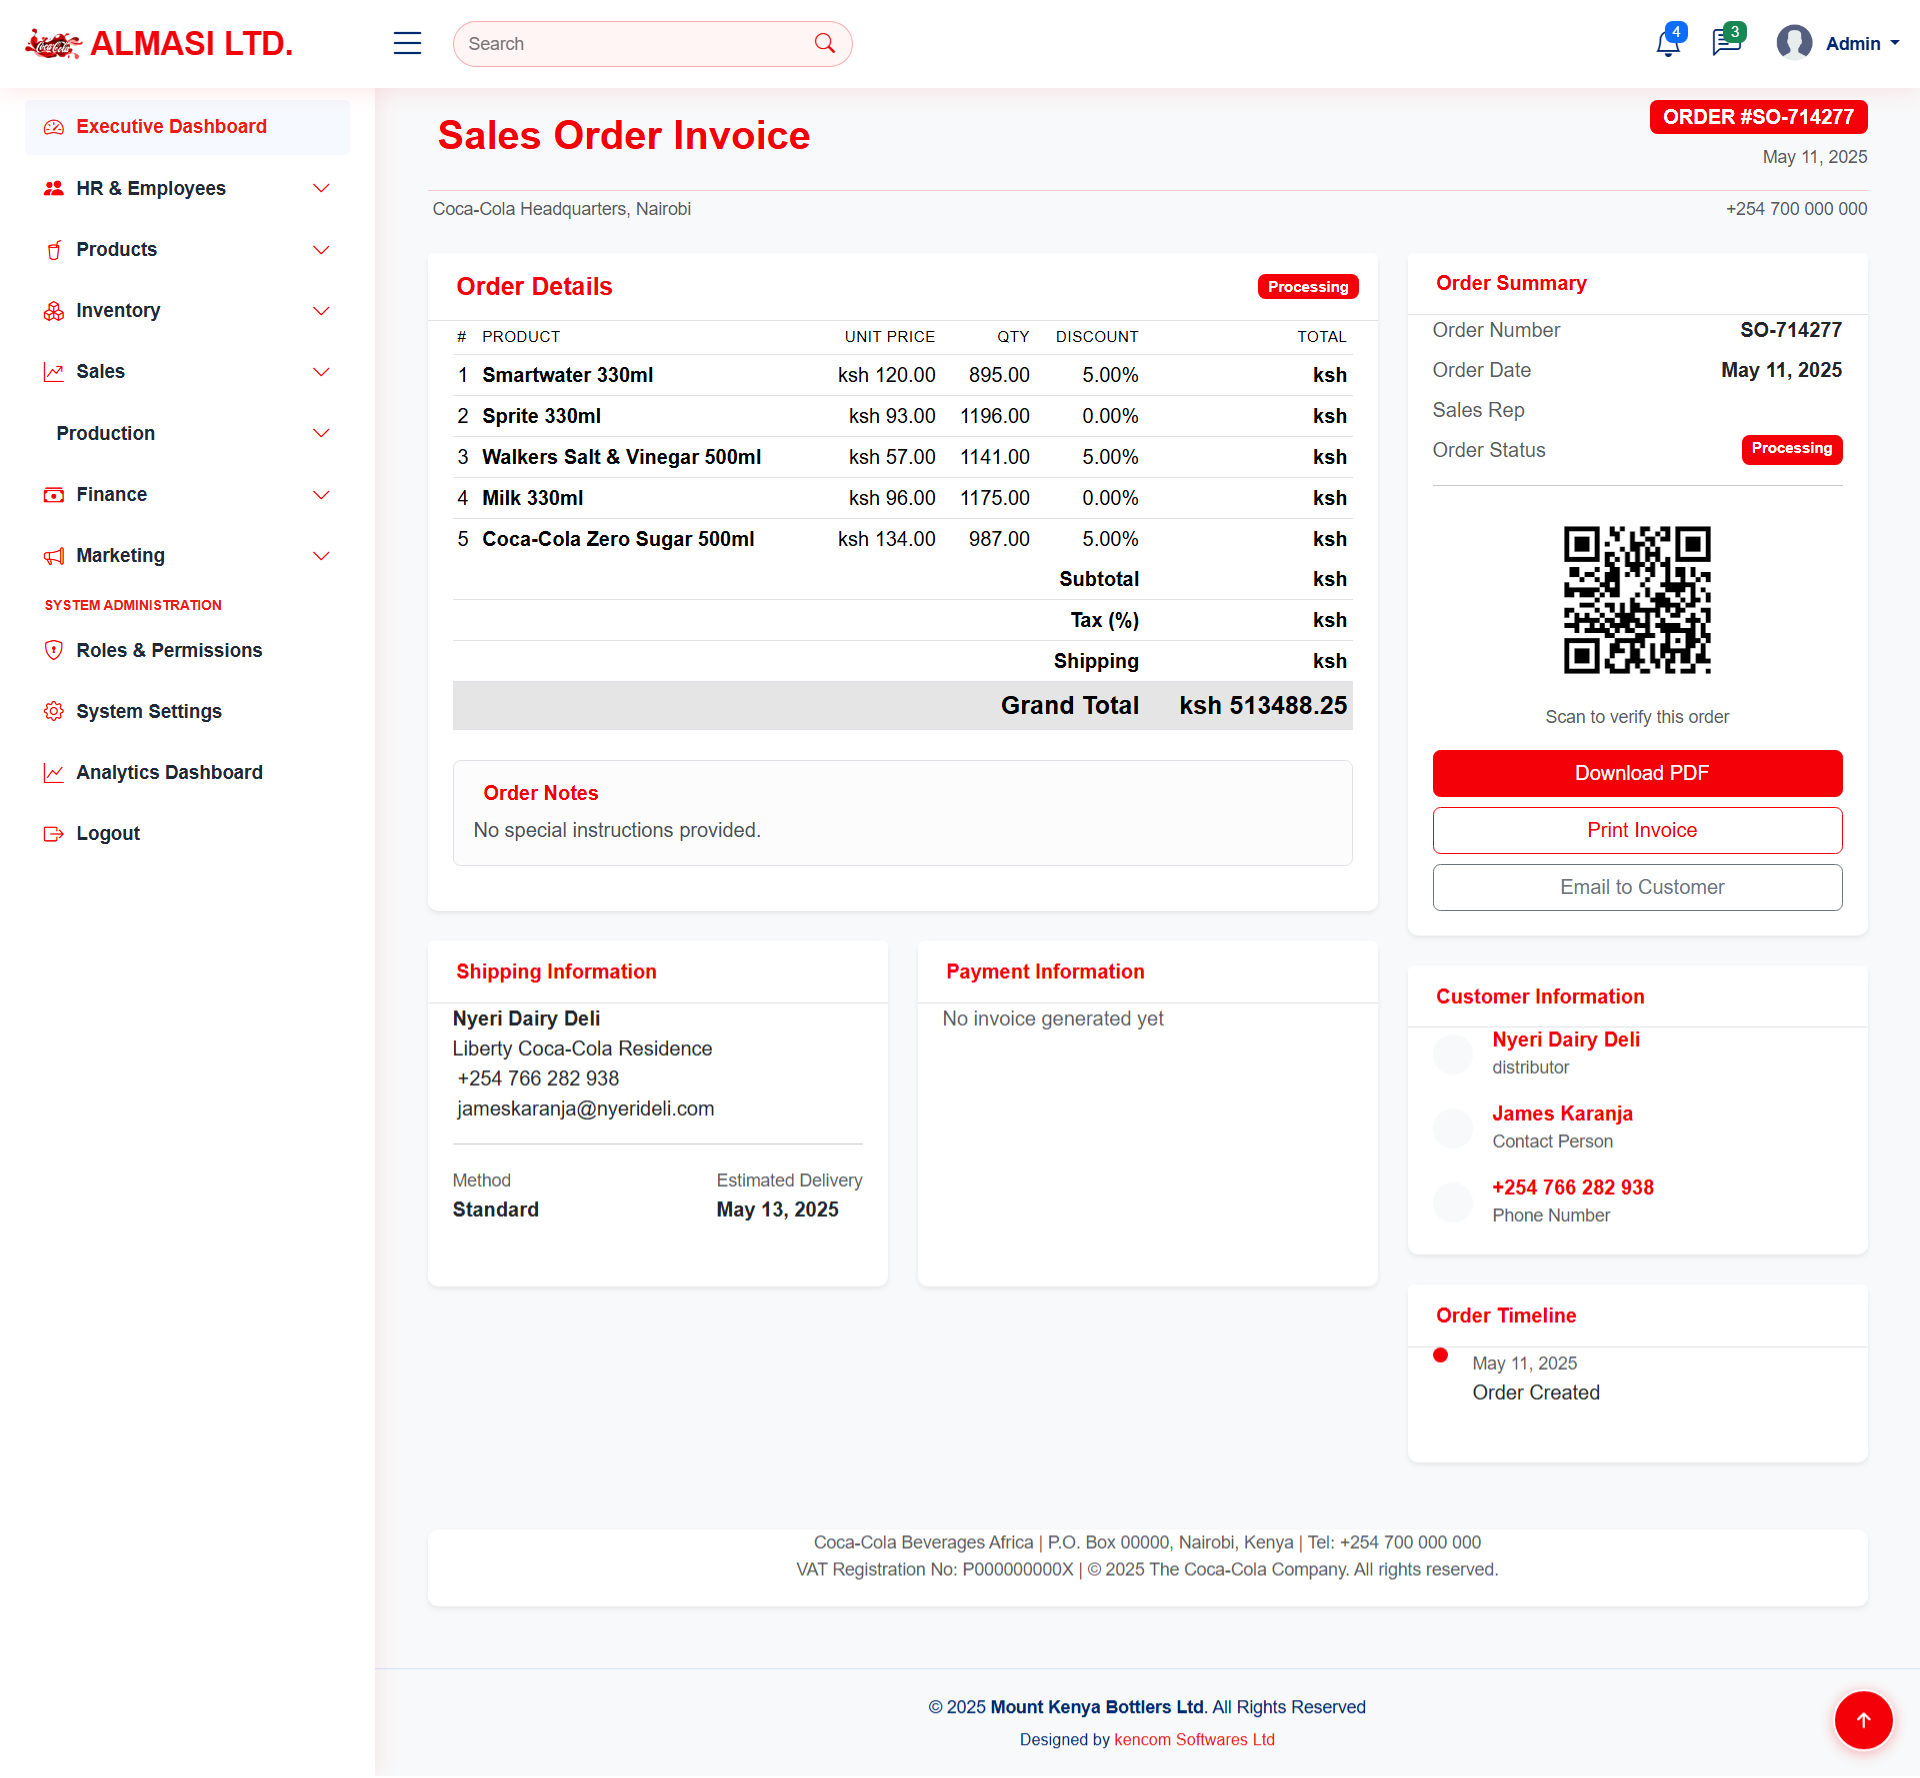 Coca-Cola ALMASI LTD.
Search
4
3
Admin
Executive Dashboard
HR & Employees
Products
Inventory
Sales
Production
Finance
Marketing
SYSTEM ADMINISTRATION
Roles & Permissions
System Settings
Analytics Dashboard
Logout
Sales Order Invoice
ORDER #SO-714277
May 11, 2025
Coca-Cola Headquarters, Nairobi
+254 700 000 000
Order Details
Processing
# PRODUCT UNIT PRICE QTY DISCOUNT TOTAL
1 Smartwater 330ml ksh 120.00 895.00 5.00% ksh
2 Sprite 330ml ksh 93.00 1196.00 0.00% ksh
3 Walkers Salt & Vinegar 500ml ksh 57.00 1141.00 5.00% ksh
4 Milk 330ml ksh 96.00 1175.00 0.00% ksh
5 Coca-Cola Zero Sugar 500ml ksh 134.00 987.00 5.00% ksh
Subtotal ksh
Tax (%) ksh
Shipping ksh
Grand Total ksh 513488.25
Order Notes
No special instructions provided.
Order Summary
Order Number SO-714277
Order Date May 11, 2025
Sales Rep
Order Status Processing
Scan to verify this order
Download PDF
Print Invoice
Email to Customer
Shipping Information
Nyeri Dairy Deli
Liberty Coca-Cola Residence
+254 766 282 938
jameskaranja@nyerideli.com
Method
Standard
Estimated Delivery
May 13, 2025
Payment Information
No invoice generated yet
Customer Information
Nyeri Dairy Deli
distributor
James Karanja
Contact Person
+254 766 282 938
Phone Number
Order Timeline
May 11, 2025
Order Created
Coca-Cola Beverages Africa | P.O. Box 00000, Nairobi, Kenya | Tel: +254 700 000 000
VAT Registration No: P000000000X | © 2025 The Coca-Cola Company. All rights reserved.
© 2025 Mount Kenya Bottlers Ltd. All Rights Reserved
Designed by kencom Softwares Ltd